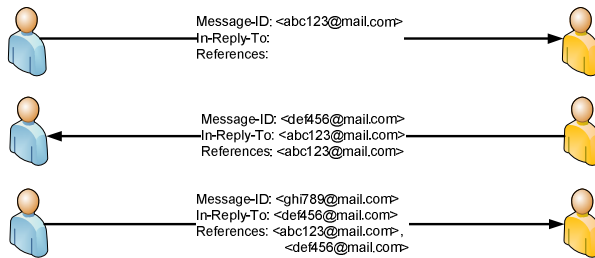 Message-ID: <abc123@mail.com>
In-Reply-To:
References:
Message-ID: <def456@mail.com>
In-Reply-To: <abc123@mail.com>
References: <abc123@mail.com>
Message-ID: <ghi789@mail.com>
In-Reply-To: <def456@mail.com>
References: <abc123@mail.com>,
<def456@mail.com>